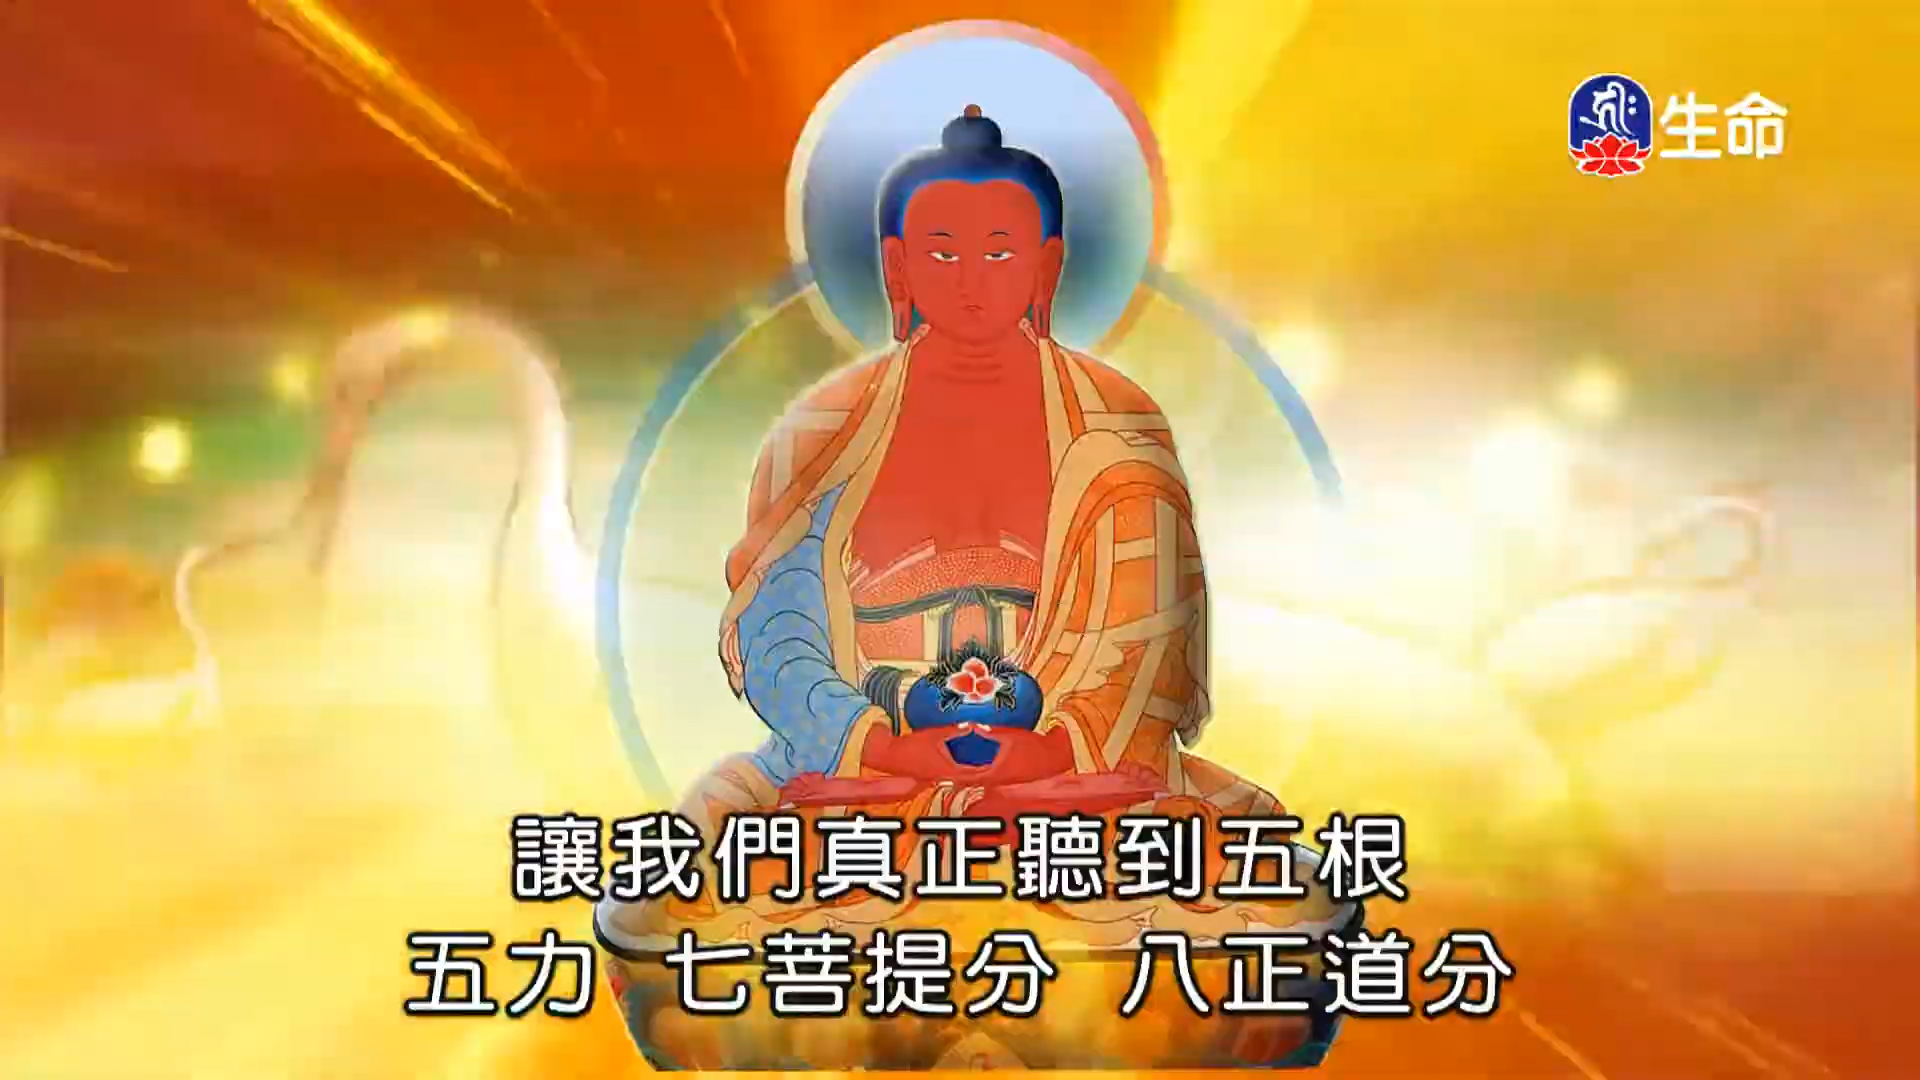 生命
讓我們真正聽到五根
五力 七菩提分 八正道分